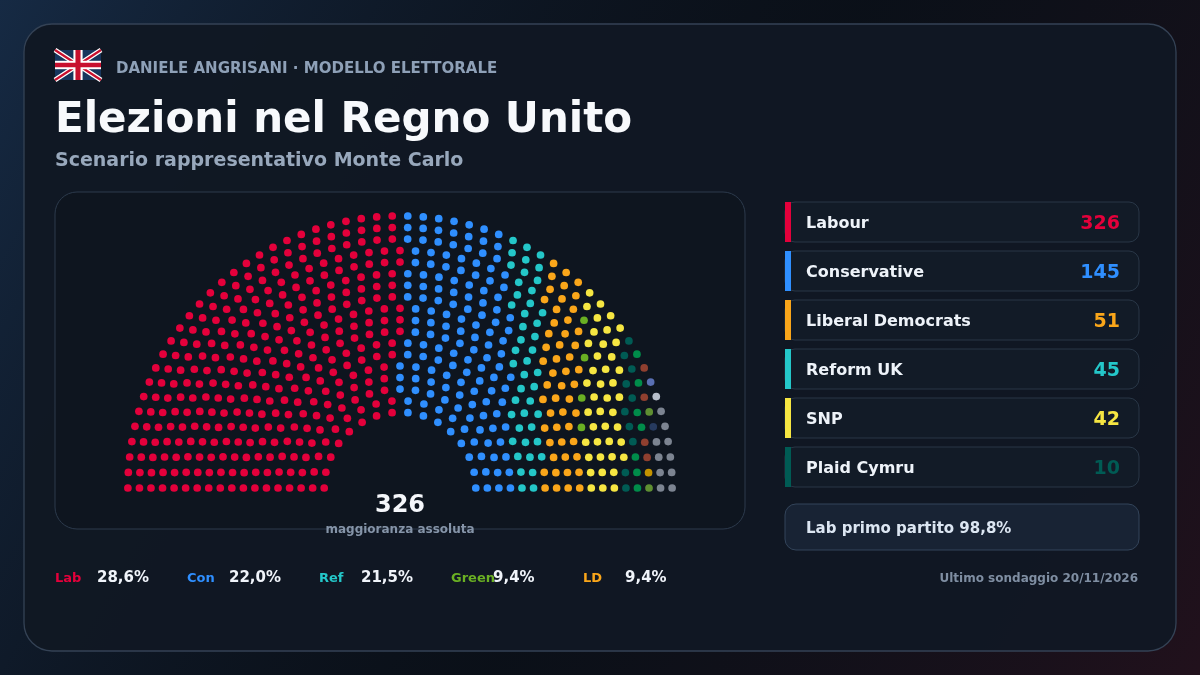 DANIELE ANGRISANI · MODELLO ELETTORALE
Elezioni nel Regno Unito
Scenario rappresentativo Monte Carlo
326
maggioranza assoluta
Labour 326
Conservative 145
Liberal Democrats 51
Reform UK 45
SNP 42
Plaid Cymru 10
Lab primo partito 98,8%
Lab 28,6% Con 22,0% Ref 21,5% Green 9,4% LD 9,4%
Ultimo sondaggio 20/11/2026